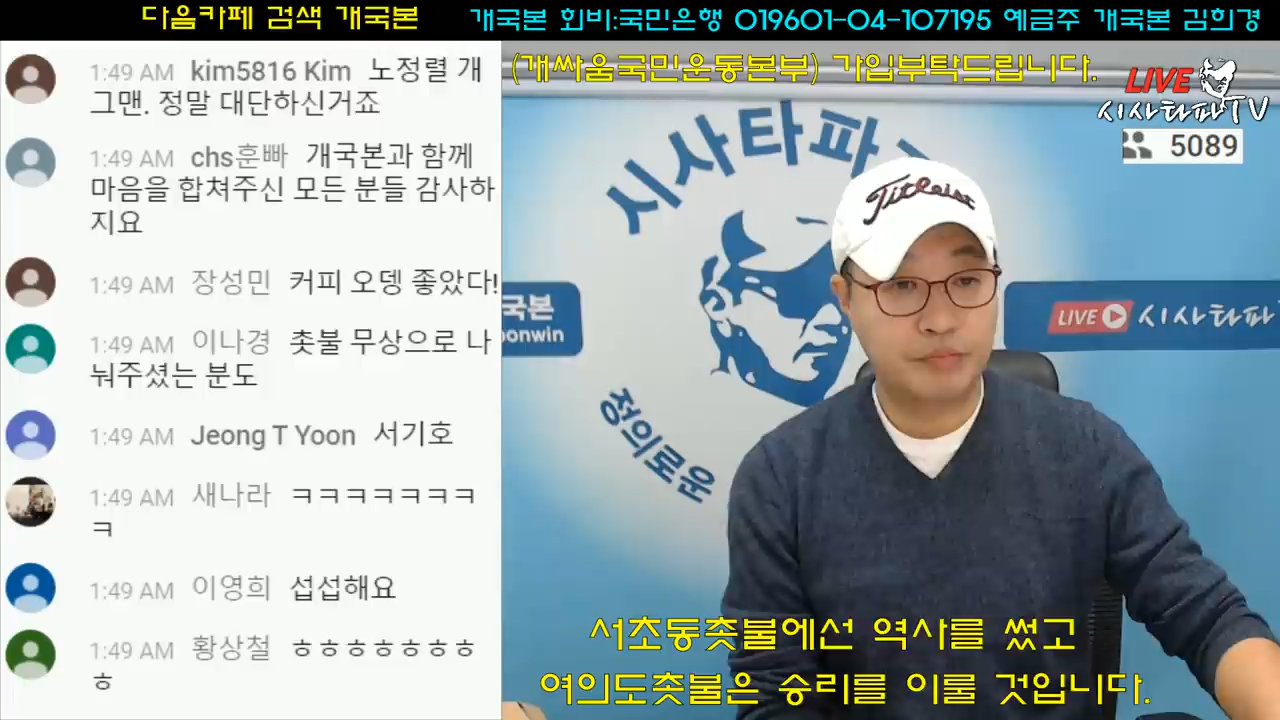 다음카페 검색 개국본 개국본 회비:국민은행 019601-04-107195 예금주 개국본 김희경
(개싸움국민운동본부) 가입부탁드립니다.
LIVE
시사타파TV
5089
1:49 AM kim5816 Kim 노정렬 개
그맨. 정말 대단하신거죠
1:49 AM chs훈빠 개국본과 함께
마음을 합쳐주신 모든 분들 감사하
지요
1:49 AM 장성민 커피 오뎅 좋았다!
1:49 AM 이나경 촛불 무상으로 나
눠주셨는 분도
1:49 AM Jeong T Yoon 서기호
1:49 AM 새나라 ㅋㅋㅋㅋㅋㅋㅋ
ㅋ
1:49 AM 이영희 섭섭해요
1:49 AM 황상철 ㅎㅎㅎㅎㅎㅎㅎ
ㅎ
시사타파
Titleist
국본
oonwin
LIVE 시사타파
정의로운
서초동촛불에선 역사를 썼고
여의도촛불은 승리를 이룰 것입니다.